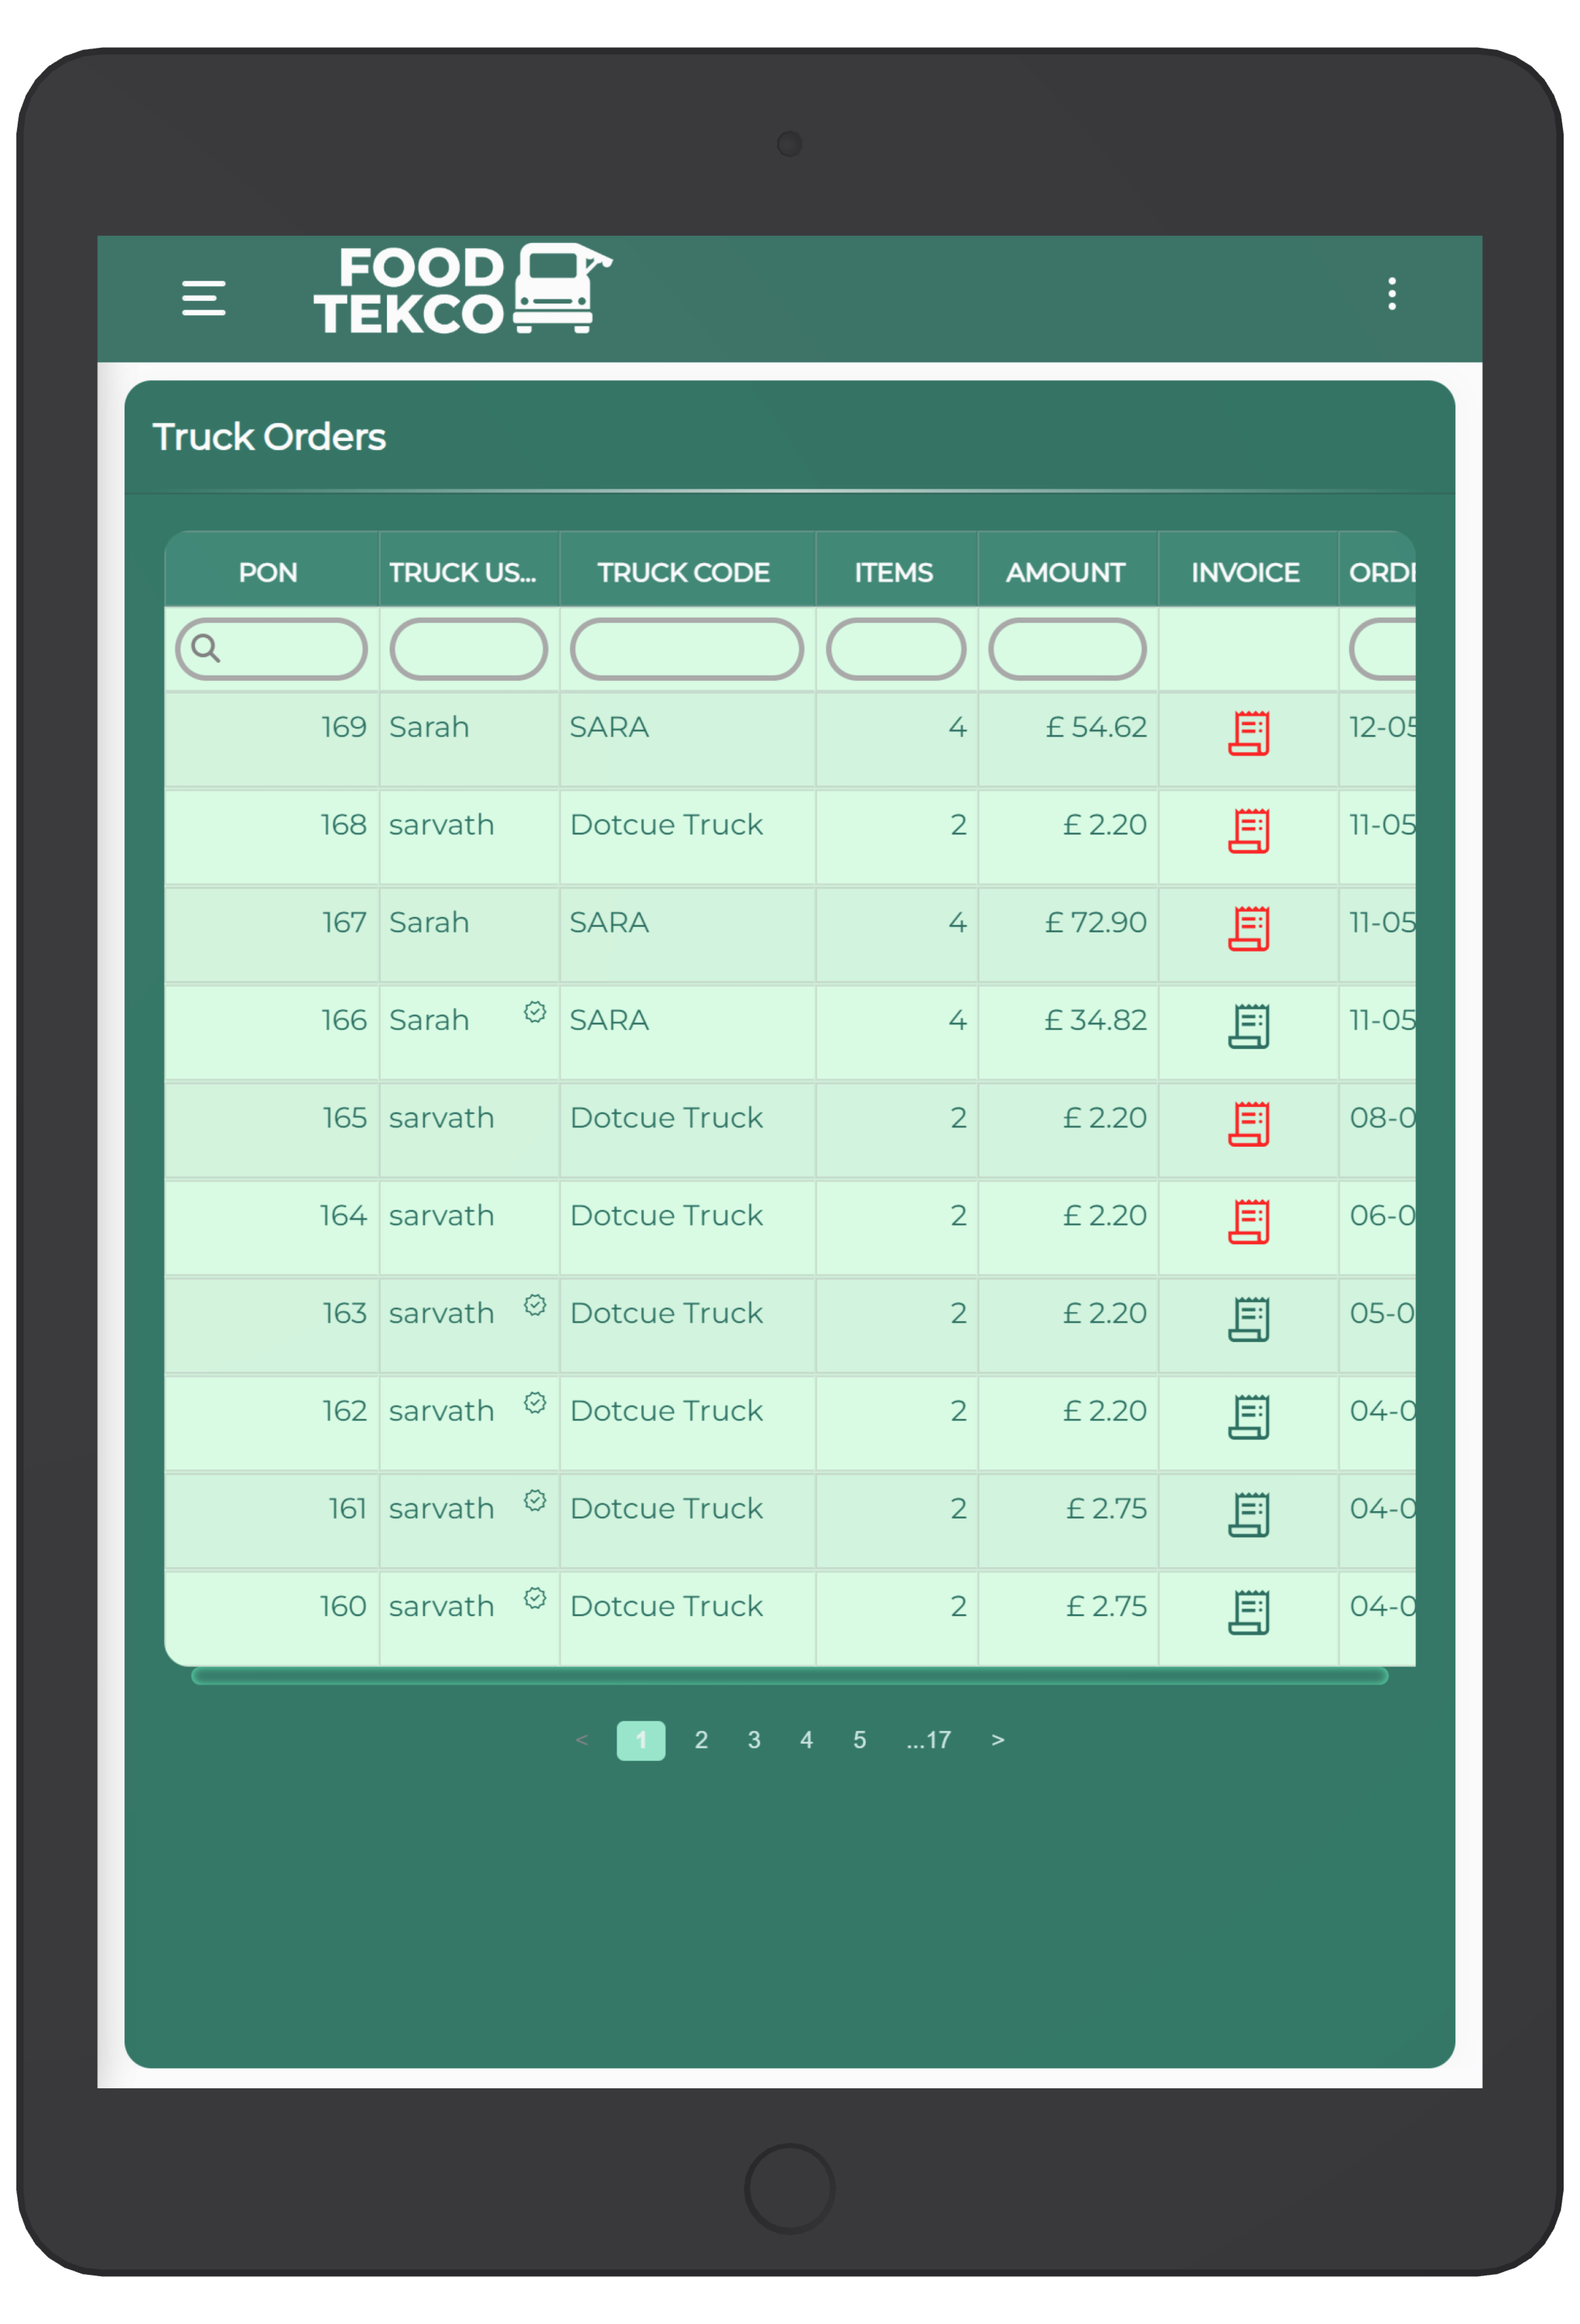 FOOD
TEKCO
Truck Orders
PON TRUCK US... TRUCK CODE ITEMS AMOUNT INVOICE ORDE
169 Sarah SARA 4 £ 54.62 12-05
168 sarvath Dotcue Truck 2 £ 2.20 11-05
167 Sarah SARA 4 £ 72.90 11-05
166 Sarah SARA 4 £ 34.82 11-05
165 sarvath Dotcue Truck 2 £ 2.20 08-0
164 sarvath Dotcue Truck 2 £ 2.20 06-0
163 sarvath Dotcue Truck 2 £ 2.20 05-0
162 sarvath Dotcue Truck 2 £ 2.20 04-0
161 sarvath Dotcue Truck 2 £ 2.75 04-0
160 sarvath Dotcue Truck 2 £ 2.75 04-0
< 1 2 3 4 5 ...17 >